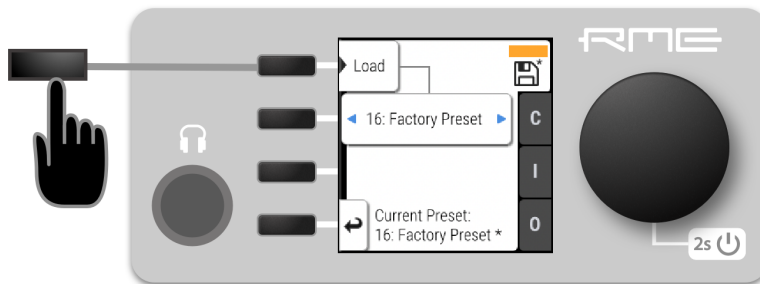 RME
Load
*
16: Factory Preset
C
I
Current Preset:
16: Factory Preset *
O
2s